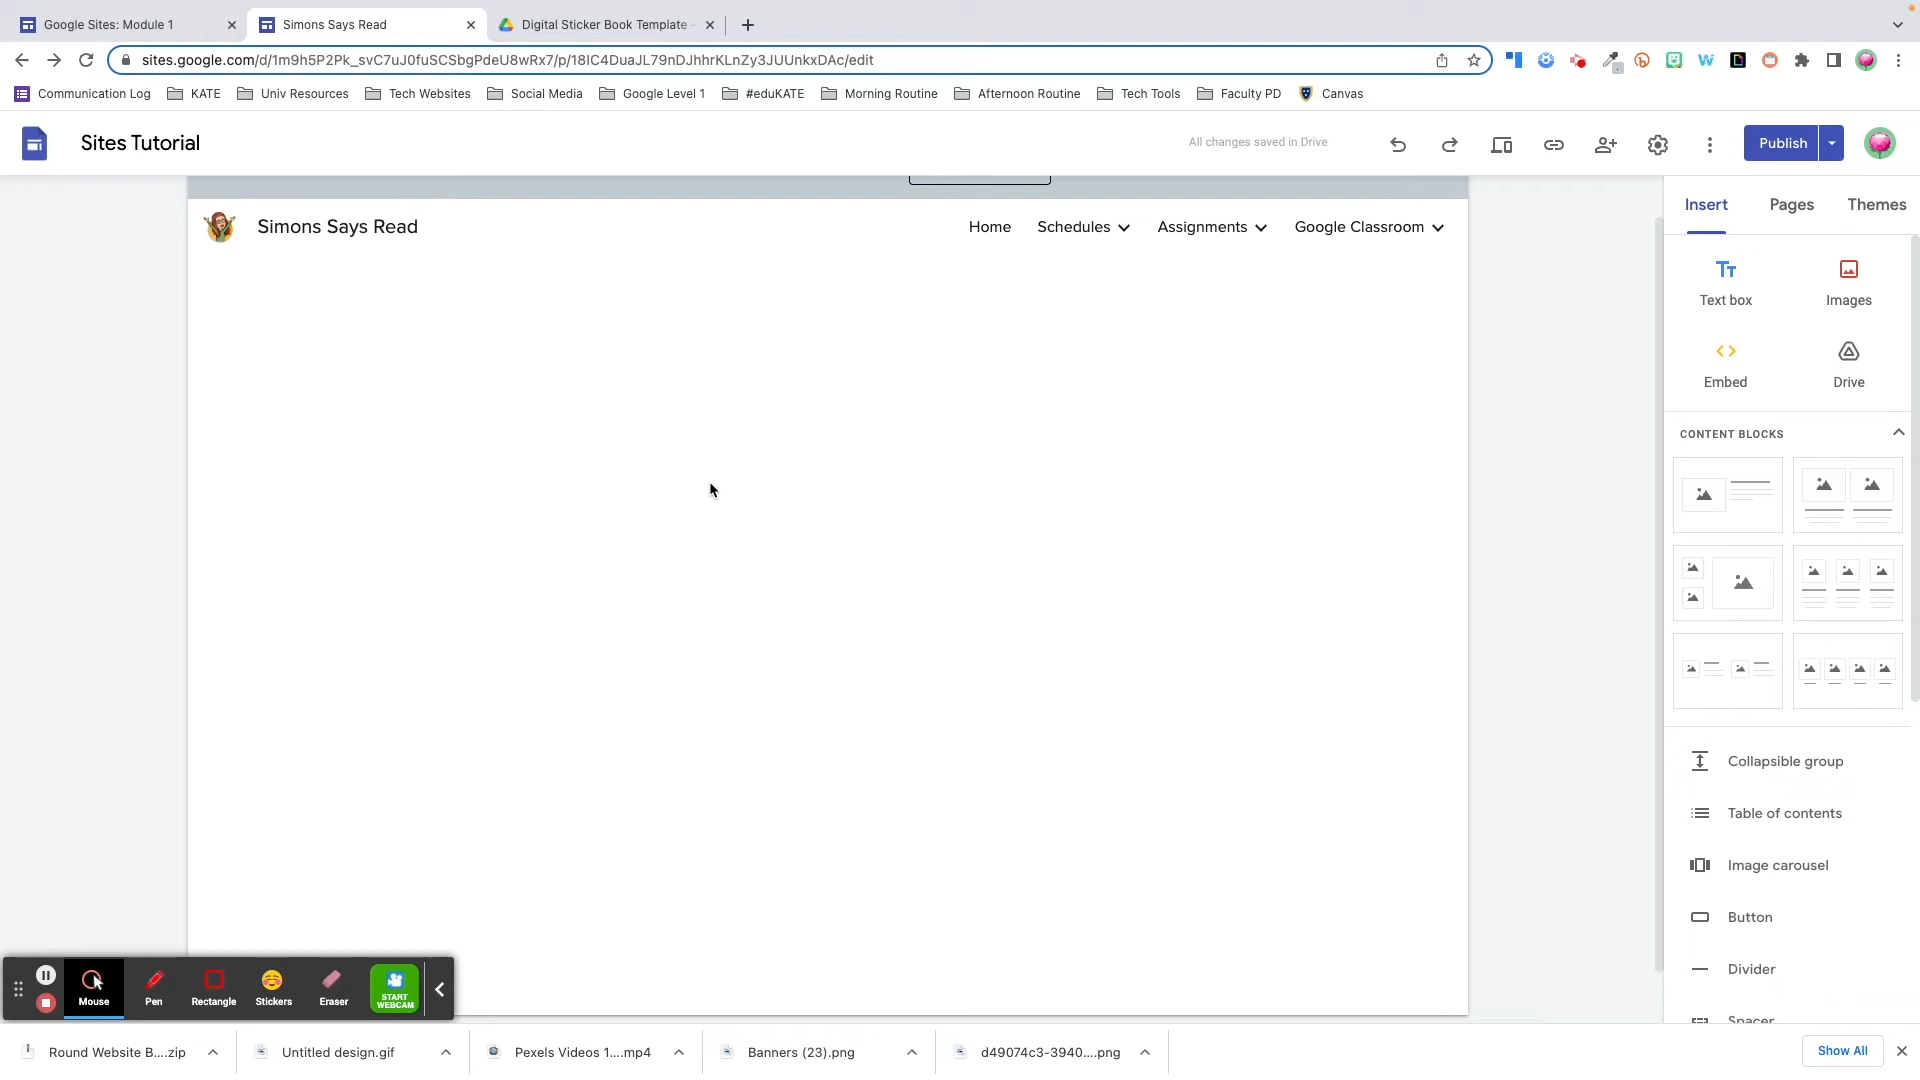 Google Sites: Module 1
Simons Says Read
Digital Sticker Book Template -
sites.google.com/d/1m9h5P2Pk_svC7uJ0fuSCSbgPdeU8wRx7/p/18IC4DuaJL79nDJhhrKLnZy3JUUnkxDAc/edit
Communication Log KATE Univ Resources Tech Websites Social Media Google Level 1 #eduKATE Morning Routine Afternoon Routine Tech Tools Faculty PD Canvas
Sites Tutorial
All changes saved in Drive
Publish
Insert Pages Themes
Simons Says Read
Home Schedules Assignments Google Classroom
Text box Images
Embed Drive
CONTENT BLOCKS
Collapsible group
Table of contents
Image carousel
Button
Divider
Spacer
Mouse Pen Rectangle Stickers Eraser START WEBCAM
Round Website B....zip
Untitled design.gif
Pexels Videos 1....mp4
Banners (23).png
d49074c3-3940....png
Show All